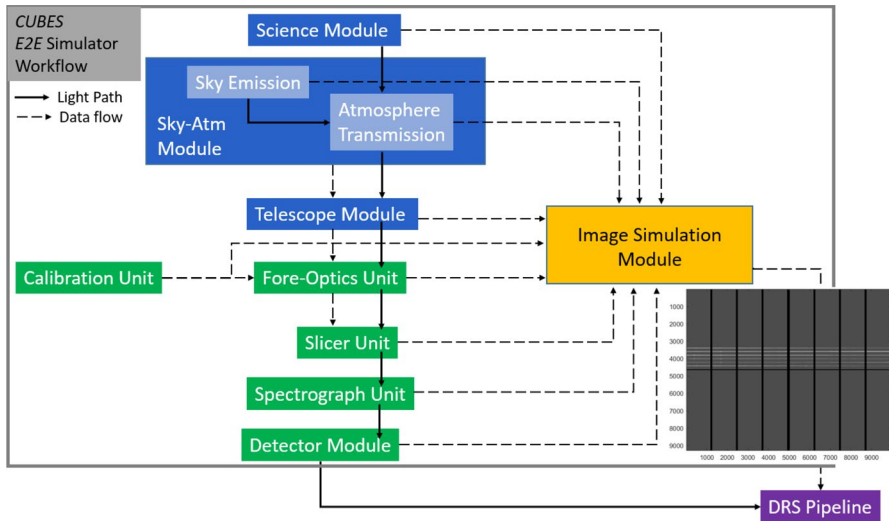 CUBES
E2E Simulator
Workflow
Light Path
Data flow
Science Module
Sky Emission
Atmosphere
Transmission
Sky-Atm
Module
Telescope Module
Image Simulation
Module
Calibration Unit
Fore-Optics Unit
Slicer Unit
Spectrograph Unit
Detector Module
1000
2000
3000
4000
5000
6000
7000
8000
9000
1000 2000 3000 4000 5000 6000 7000 8000 9000
DRS Pipeline